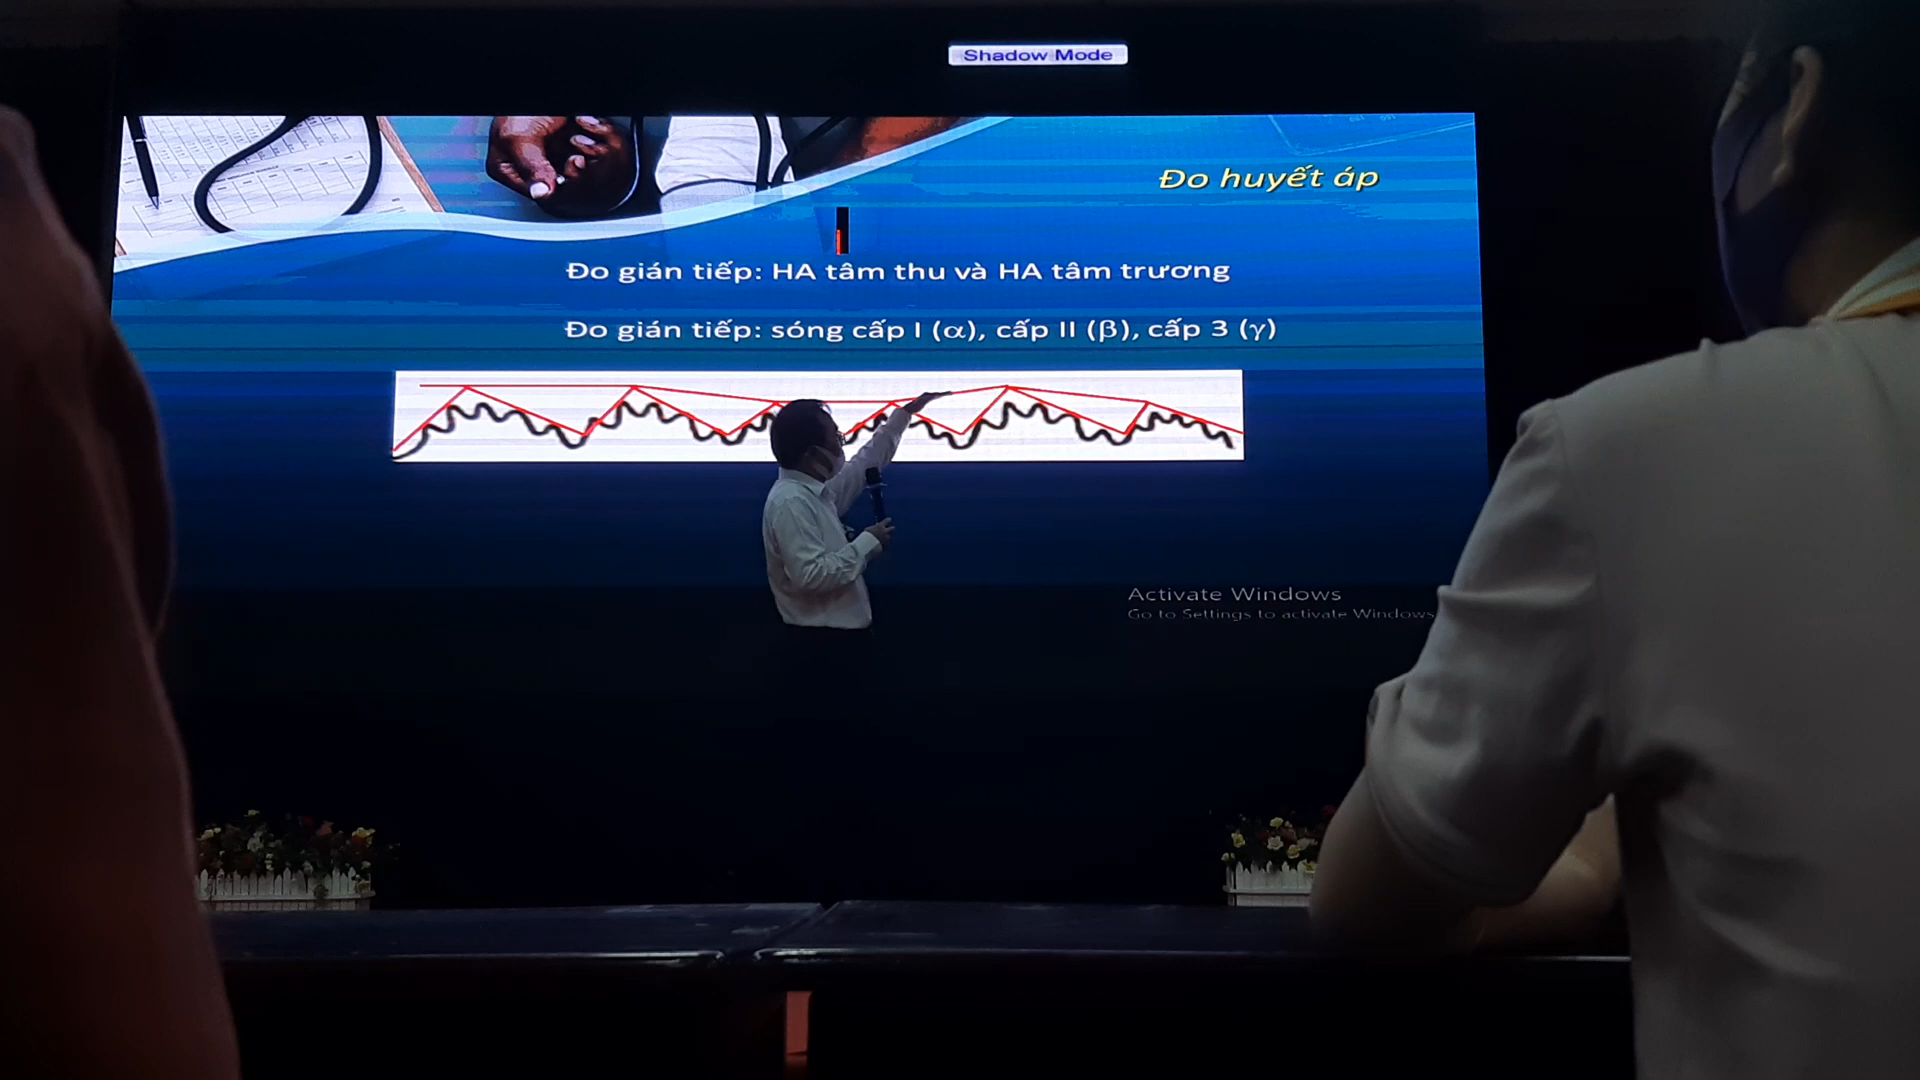 Shadow Mode
Đo huyết áp
Đo gián tiếp: HA tâm thu và HA tâm trương
Đo gián tiếp: sóng cấp I (α), cấp II (β), cấp 3 (γ)
Activate Windows
Go to Settings to activate Windows